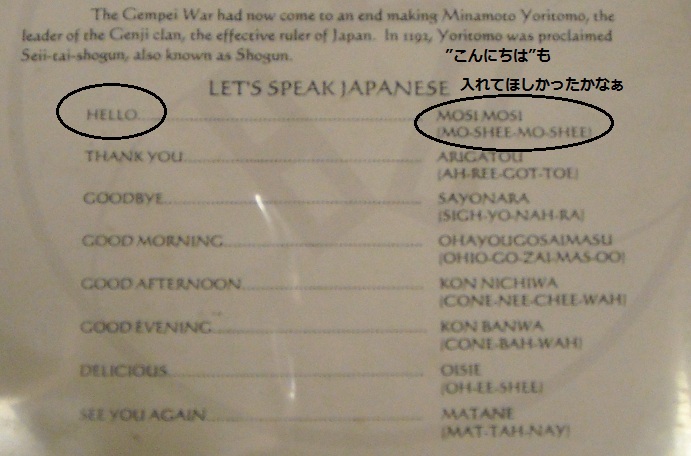 The Gempei War had now come to an end making Minamoto Yoritomo, the
leader of the Genji clan, the effective ruler of Japan. In 1192, Yoritomo was proclaimed
Seii-tai-shogun, also known as Shogun.
"こんにちは"も
入れてほしかったかなぁ
LET'S SPEAK JAPANESE
HELLO MOSI MOSI
(MO-SHEE-MO-SHEE)
THANK YOU ARIGATOU
(AH-REE-GOT-TOE)
GOODBYE SAYONARA
(SIGH-YO-NAH-RA)
GOOD MORNING OHAYOUGOSAIMASU
(OHIO-GO-ZAI-MAS-OO)
GOOD AFTERNOON KON NICHIWA
(CONE-NEE-CHEE-WAH)
GOOD EVENING KON BANWA
(CONE-BAH-WAH)
DELICIOUS OISIE
(OH-EE-SHEE)
SEE YOU AGAIN MATANE
(MAT-TAH-NAY)